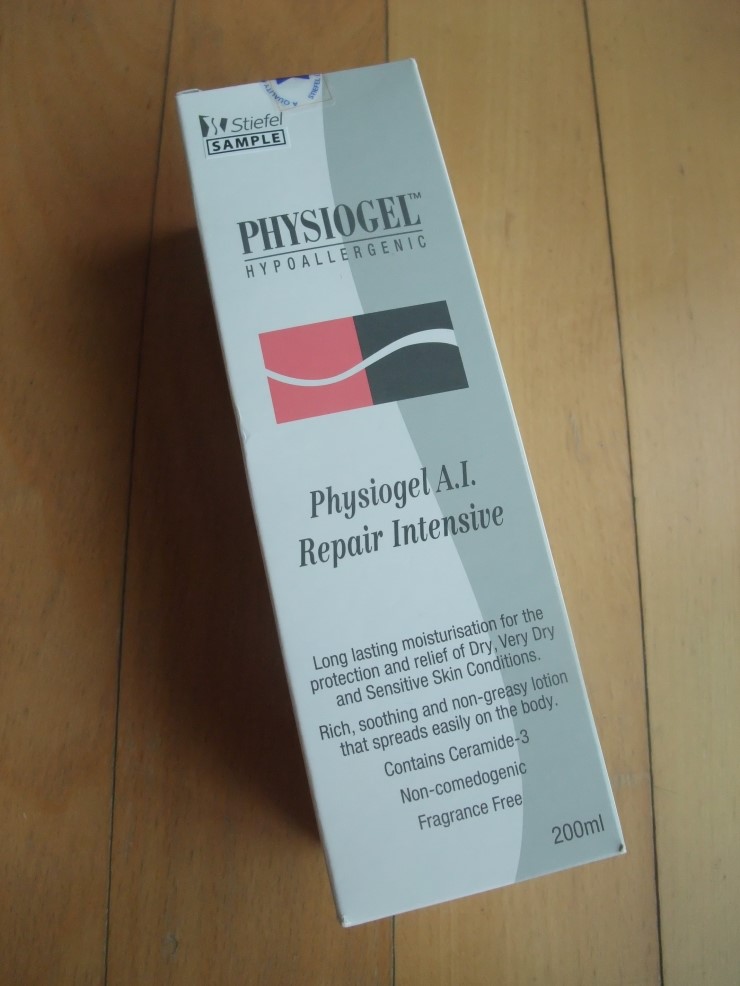 Stiefel
SAMPLE
PHYSIOGEL™
HYPOALLERGENIC
Physiogel A.I.
Repair Intensive
Long lasting moisturisation for the
protection and relief of Dry, Very Dry
and Sensitive Skin Conditions.
Rich, soothing and non-greasy lotion
that spreads easily on the body.
Contains Ceramide-3
Non-comedogenic
Fragrance Free
200ml